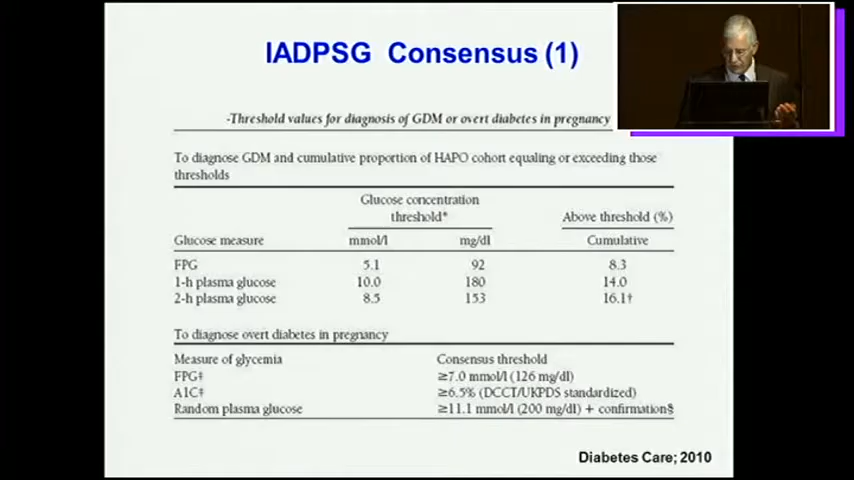 IADPSG Consensus (1)
-Threshold values for diagnosis of GDM or overt diabetes in pregnancy
To diagnose GDM and cumulative proportion of HAPO cohort equaling or exceeding those
thresholds
Glucose concentration
threshold* Above threshold (%)
Glucose measure mmol/l mg/dl Cumulative
FPG 5.1 92 8.3
1-h plasma glucose 10.0 180 14.0
2-h plasma glucose 8.5 153 16.1†
To diagnose overt diabetes in pregnancy
Measure of glycemia Consensus threshold
FPG‡ ≥7.0 mmol/l (126 mg/dl)
A1C‡ ≥6.5% (DCCT/UKPDS standardized)
Random plasma glucose ≥11.1 mmol/l (200 mg/dl) + confirmation§
Diabetes Care; 2010